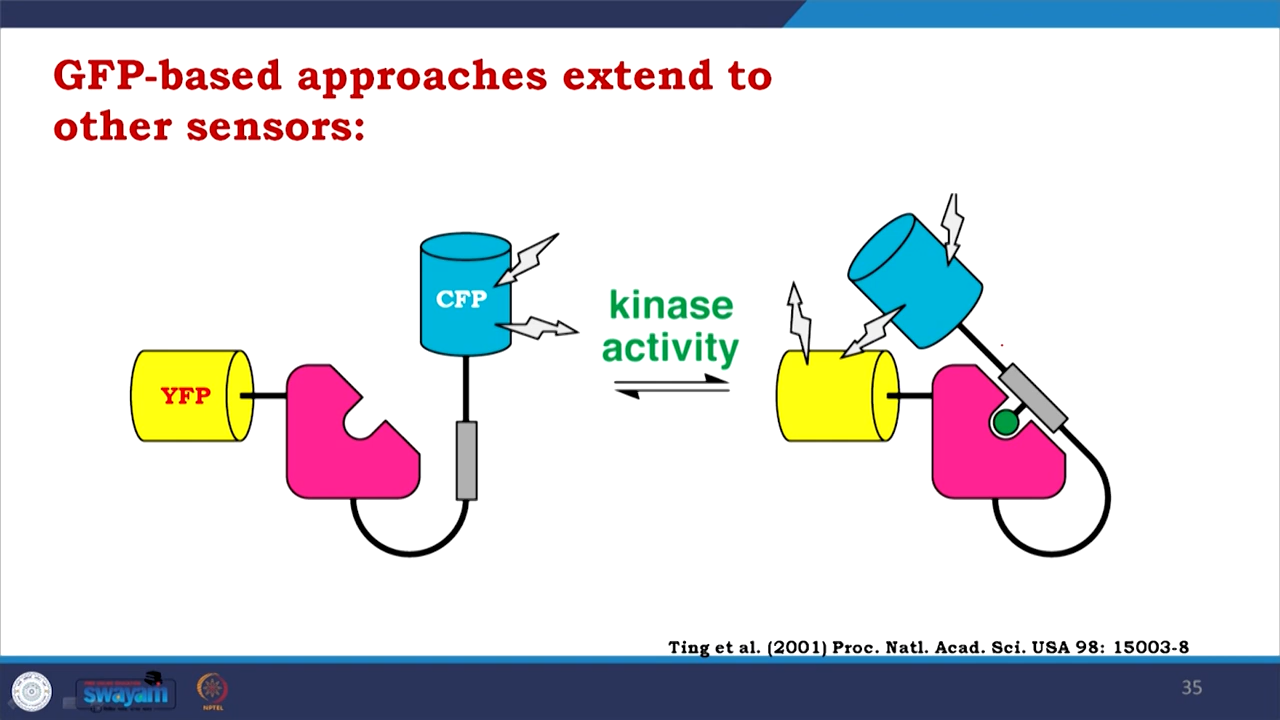 GFP-based approaches extend to
other sensors:
CFP
kinase
activity
YFP
Ting et al. (2001) Proc. Natl. Acad. Sci. USA 98: 15003-8
swayam
NPTEL
35